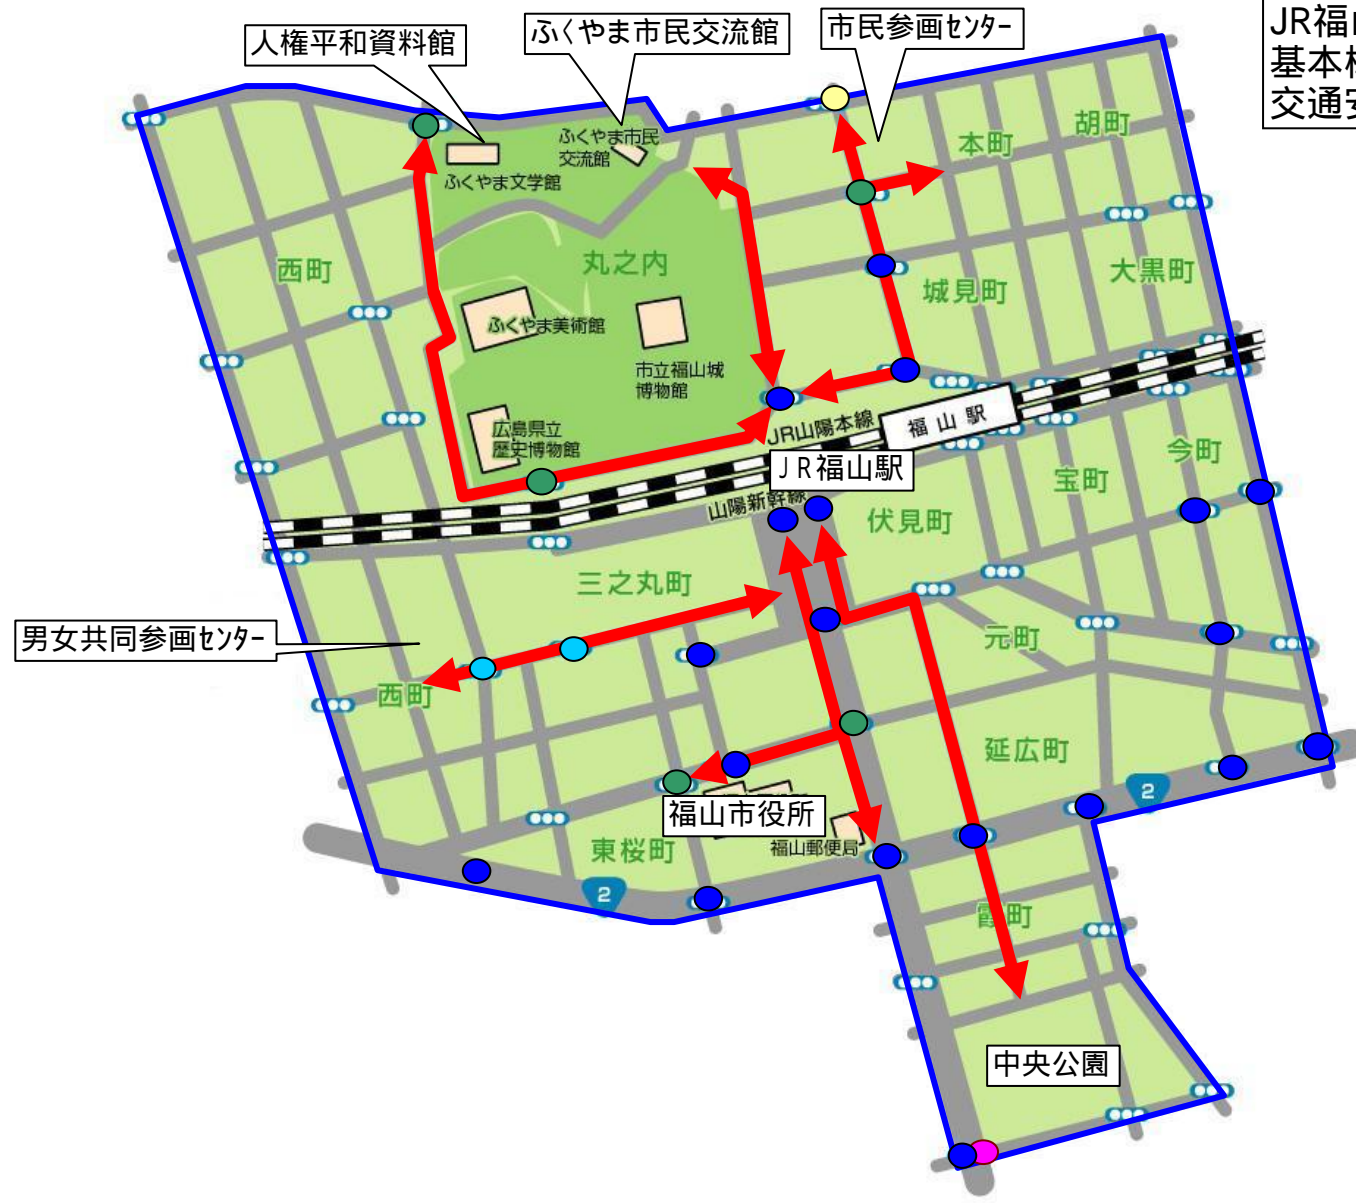 JR福山
基本構
交通安
人権平和資料館
ふくやま市民交流館
市民参画ｾﾝﾀｰ
ふくやま市民
交流館
ふくやま文学館
本町
胡町
西町
丸之内
城見町
大黒町
ふくやま美術館
市立福山城
博物館
広島県立
歴史博物館
JR山陽本線
福山駅
JR福山駅
山陽新幹線
宝町
今町
伏見町
三之丸町
男女共同参画ｾﾝﾀｰ
元町
西町
延広町
2
福山市役所
東桜町
福山郵便局
2
霞町
中央公園